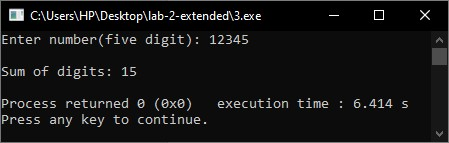 C:\Users\HP\Desktop\lab-2-extended\3.exe
Enter number(five digit): 12345
Sum of digits: 15
Process returned 0 (0x0)   execution time : 6.414 s
Press any key to continue.